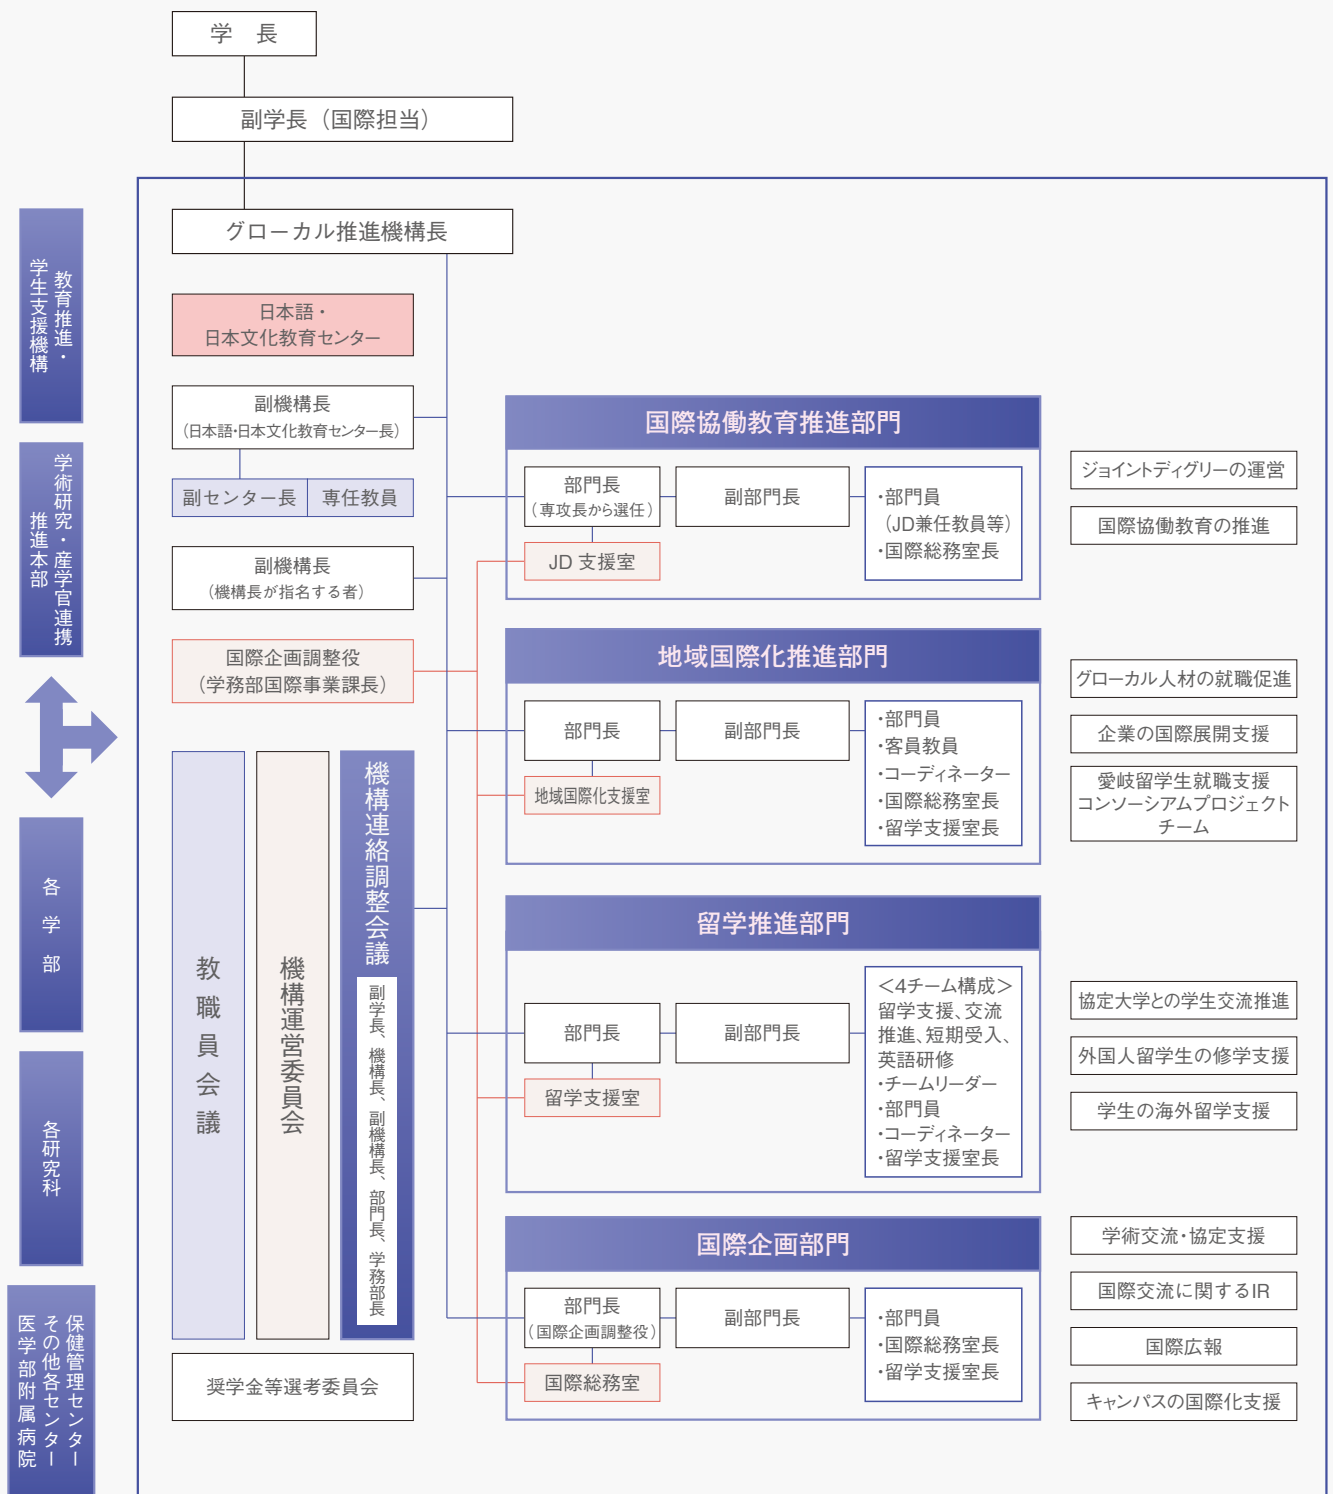 学　長
副学長（国際担当）
グローカル推進機構長
日本語・
日本文化教育センター
副機構長
（日本語・日本文化教育センター長）
副センター長
専任教員
副機構長
（機構長が指名する者）
国際企画調整役
（学務部国際事業課長）
教職員会議
機構運営委員会
機構連絡調整会議
副学長、機構長、副機構長、部門長、学務部長
奨学金等選考委員会
教育推進・
学生支援機構
学術研究・産学官連携
推進本部
各学部
各研究科
保健管理センター
その他各センター
医学部附属病院
国際協働教育推進部門
部門長
（専攻長から選任）
副部門長
・部門員
（JD兼任教員等）
・国際総務室長
JD 支援室
ジョイントディグリーの運営
国際協働教育の推進
地域国際化推進部門
部門長
副部門長
・部門員
・客員教員
・コーディネーター
・国際総務室長
・留学支援室長
地域国際化支援室
グローカル人材の就職促進
企業の国際展開支援
愛岐留学生就職支援
コンソーシアムプロジェクト
チーム
留学推進部門
部門長
副部門長
＜4チーム構成＞
留学支援、交流
推進、短期受入、
英語研修
・チームリーダー
・部門員
・コーディネーター
・留学支援室長
留学支援室
協定大学との学生交流推進
外国人留学生の修学支援
学生の海外留学支援
国際企画部門
部門長
（国際企画調整役）
副部門長
・部門員
・国際総務室長
・留学支援室長
国際総務室
学術交流・協定支援
国際交流に関するIR
国際広報
キャンパスの国際化支援